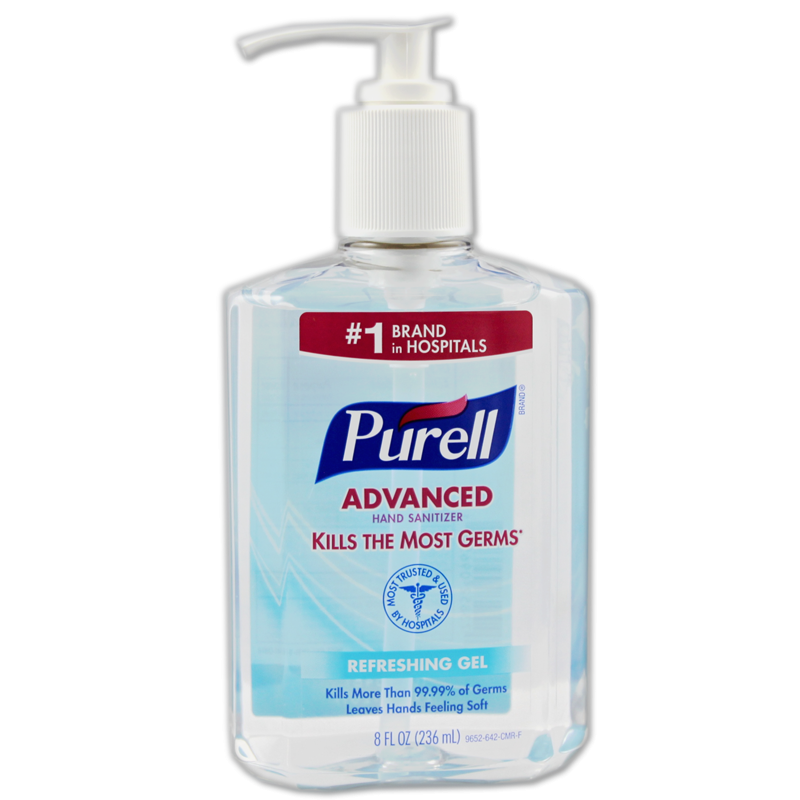 #1 BRAND
in HOSPITALS
BRAND®
Purell
ADVANCED
HAND SANITIZER
KILLS THE MOST GERMS*
MOST TRUSTED & USED
BY HOSPITALS
REFRESHING GEL
Kills More Than 99.99% of Germs
Leaves Hands Feeling Soft
8 FL OZ (236 mL) 9652-642-CMR-F